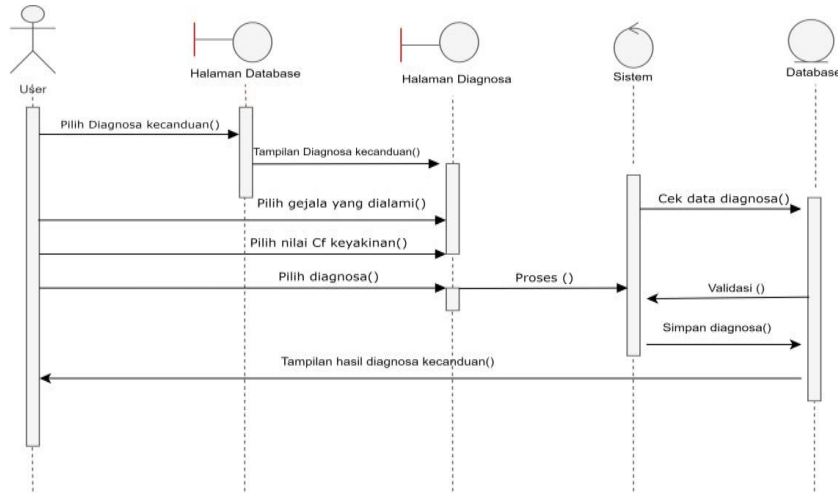 User
Halaman Database
Halaman Diagnosa
Sistem
Database
Pilih Diagnosa kecanduan()
Tampilan Diagnosa kecanduan()
Pilih gejala yang dialami()
Cek data diagnosa()
Pilih nilai Cf keyakinan()
Pilih diagnosa()
Proses ()
Validasi ()
Simpan diagnosa()
Tampilan hasil diagnosa kecanduan()